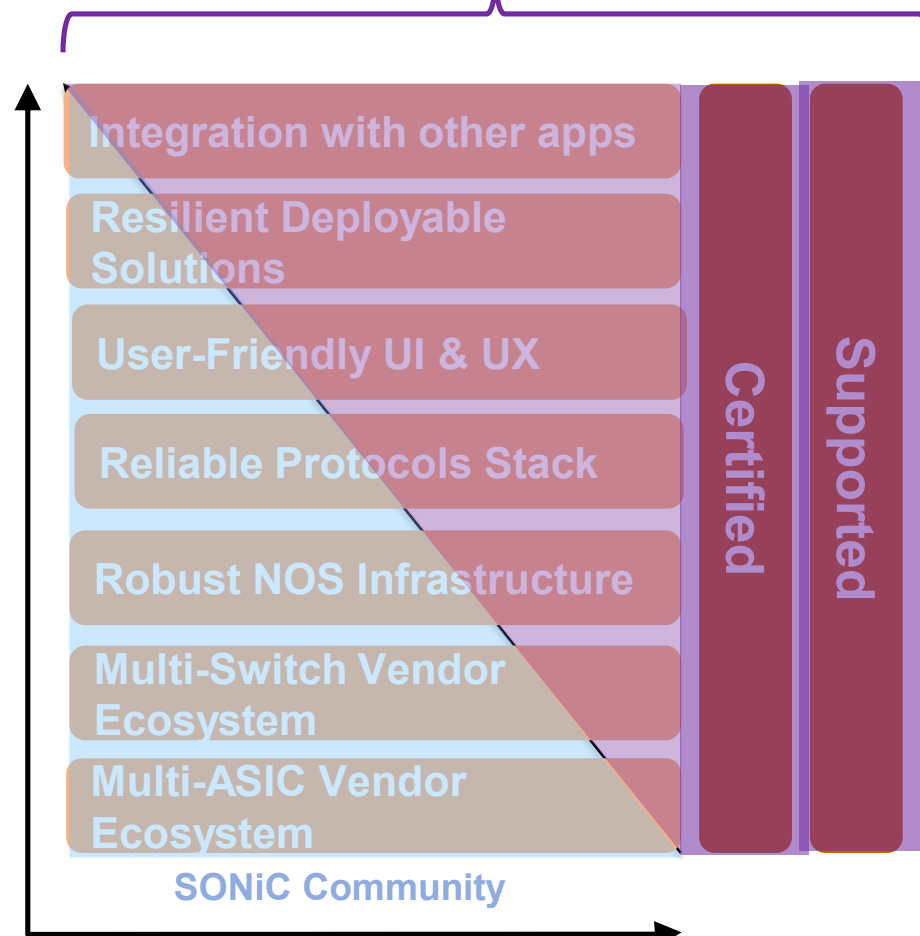 Integration with other apps
Resilient Deployable
Solutions
User-Friendly UI & UX
Reliable Protocols Stack
Robust NOS Infrastructure
Multi-Switch Vendor
Ecosystem
Multi-ASIC Vendor
Ecosystem
Certified
Supported
SONiC Community